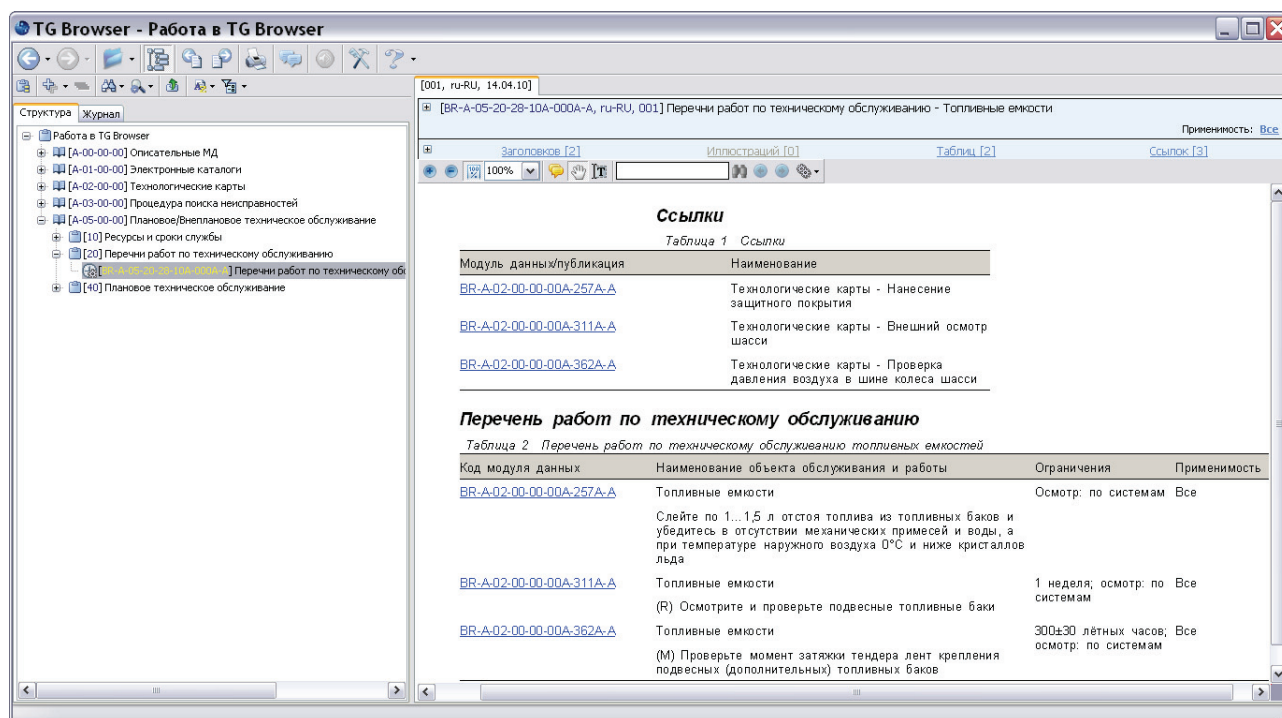 TG Browser - Работа в TG Browser
[001, ru-RU, 14.04.10]
[BR-A-05-20-28-10A-000A-A, ru-RU, 001] Перечни работ по техническому обслуживанию - Топливные емкости
Применимость: Все
Структура Журнал
Работа в TG Browser
[A-00-00-00] Описательные МД
[A-01-00-00] Электронные каталоги
[A-02-00-00] Технологические карты
[A-03-00-00] Процедура поиска неисправностей
[A-05-00-00] Плановое/Внеплановое техническое обслуживание
[10] Ресурсы и сроки службы
[20] Перечни работ по техническому обслуживанию
[BR-A-05-20-28-10A-000A-A] Перечни работ по техническому обс
[40] Плановое техническое обслуживание
Заголовков [2] Иллюстраций [0] Таблиц [2] Ссылок [3]
100%
Ссылки
Таблица 1 Ссылки
Модуль данных/публикация Наименование
BR-A-02-00-00-00A-257A-A Технологические карты - Нанесение
защитного покрытия
BR-A-02-00-00-00A-311A-A Технологические карты - Внешний осмотр
шасси
BR-A-02-00-00-00A-362A-A Технологические карты - Проверка
давления воздуха в шине колеса шасси
Перечень работ по техническому обслуживанию
Таблица 2 Перечень работ по техническому обслуживанию топливных емкостей
Код модуля данных Наименование объекта обслуживания и работы Ограничения Применимость
BR-A-02-00-00-00A-257A-A Топливные емкости Осмотр: по системам Все
Слейте по 1...1,5 л отстоя топлива из топливных баков и
убедитесь в отсутствии механических примесей и воды, а
при температуре наружного воздуха 0°С и ниже кристаллов
льда
BR-A-02-00-00-00A-311A-A Топливные емкости 1 неделя; осмотр: по Все
системам
(R) Осмотрите и проверьте подвесные топливные баки
BR-A-02-00-00-00A-362A-A Топливные емкости 300±30 лётных часов; Все
осмотр: по системам
(M) Проверьте момент затяжки тендера лент крепления
подвесных (дополнительных) топливных баков